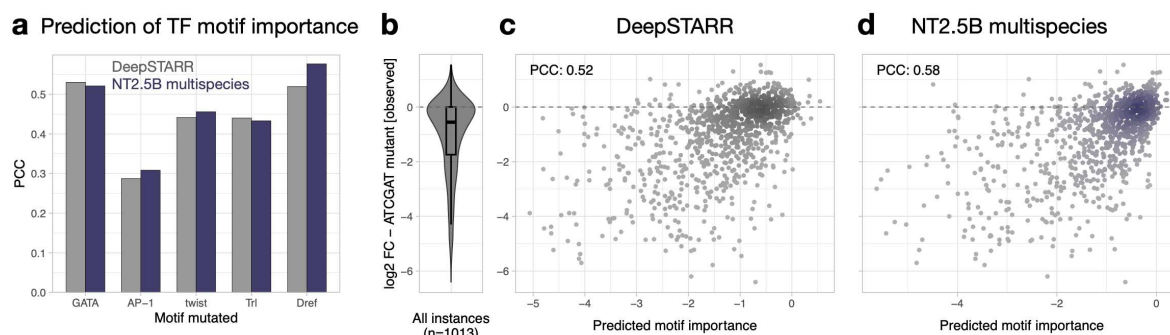 a Prediction of TF motif importance
DeepSTARR
NT2.5B multispecies
PCC
0.5
0.4
0.3
0.2
0.1
0.0
GATA AP−1 twist Trl Dref
Motif mutated
b
log2 FC − ATCGAT mutant [observed]
0
−2
−4
−6
All instances
(n=1013)
c DeepSTARR
PCC: 0.52
0
−2
−4
−6
−5 −4 −3 −2 −1 0
Predicted motif importance
d NT2.5B multispecies
PCC: 0.58
−4 −2 0
Predicted motif importance